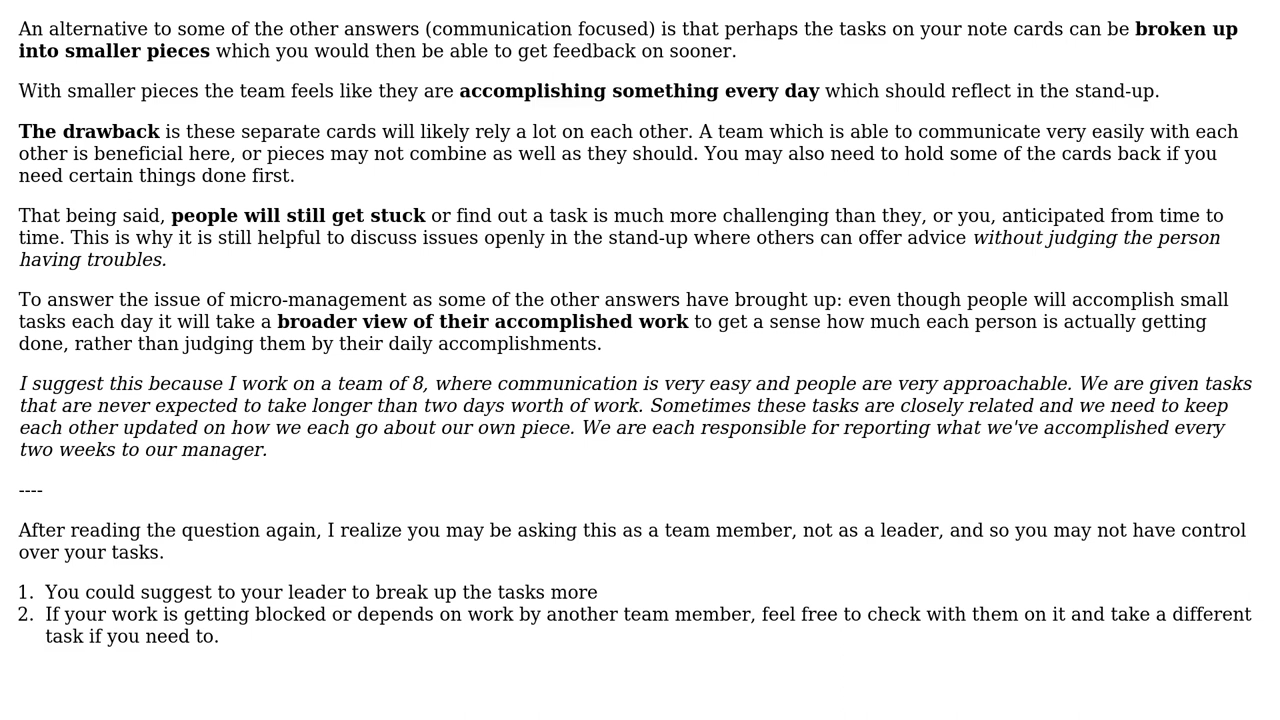 An alternative to some of the other answers (communication focused) is that perhaps the tasks on your note cards can be broken up
into smaller pieces which you would then be able to get feedback on sooner.
With smaller pieces the team feels like they are accomplishing something every day which should reflect in the stand-up.
The drawback is these separate cards will likely rely a lot on each other. A team which is able to communicate very easily with each
other is beneficial here, or pieces may not combine as well as they should. You may also need to hold some of the cards back if you
need certain things done first.
That being said, people will still get stuck or find out a task is much more challenging than they, or you, anticipated from time to
time. This is why it is still helpful to discuss issues openly in the stand-up where others can offer advice without judging the person
having troubles.
To answer the issue of micro-management as some of the other answers have brought up: even though people will accomplish small
tasks each day it will take a broader view of their accomplished work to get a sense how much each person is actually getting
done, rather than judging them by their daily accomplishments.
I suggest this because I work on a team of 8, where communication is very easy and people are very approachable. We are given tasks
that are never expected to take longer than two days worth of work. Sometimes these tasks are closely related and we need to keep
each other updated on how we each go about our own piece. We are each responsible for reporting what we've accomplished every
two weeks to our manager.
----
After reading the question again, I realize you may be asking this as a team member, not as a leader, and so you may not have control
over your tasks.
1. You could suggest to your leader to break up the tasks more
2. If your work is getting blocked or depends on work by another team member, feel free to check with them on it and take a different
task if you need to.